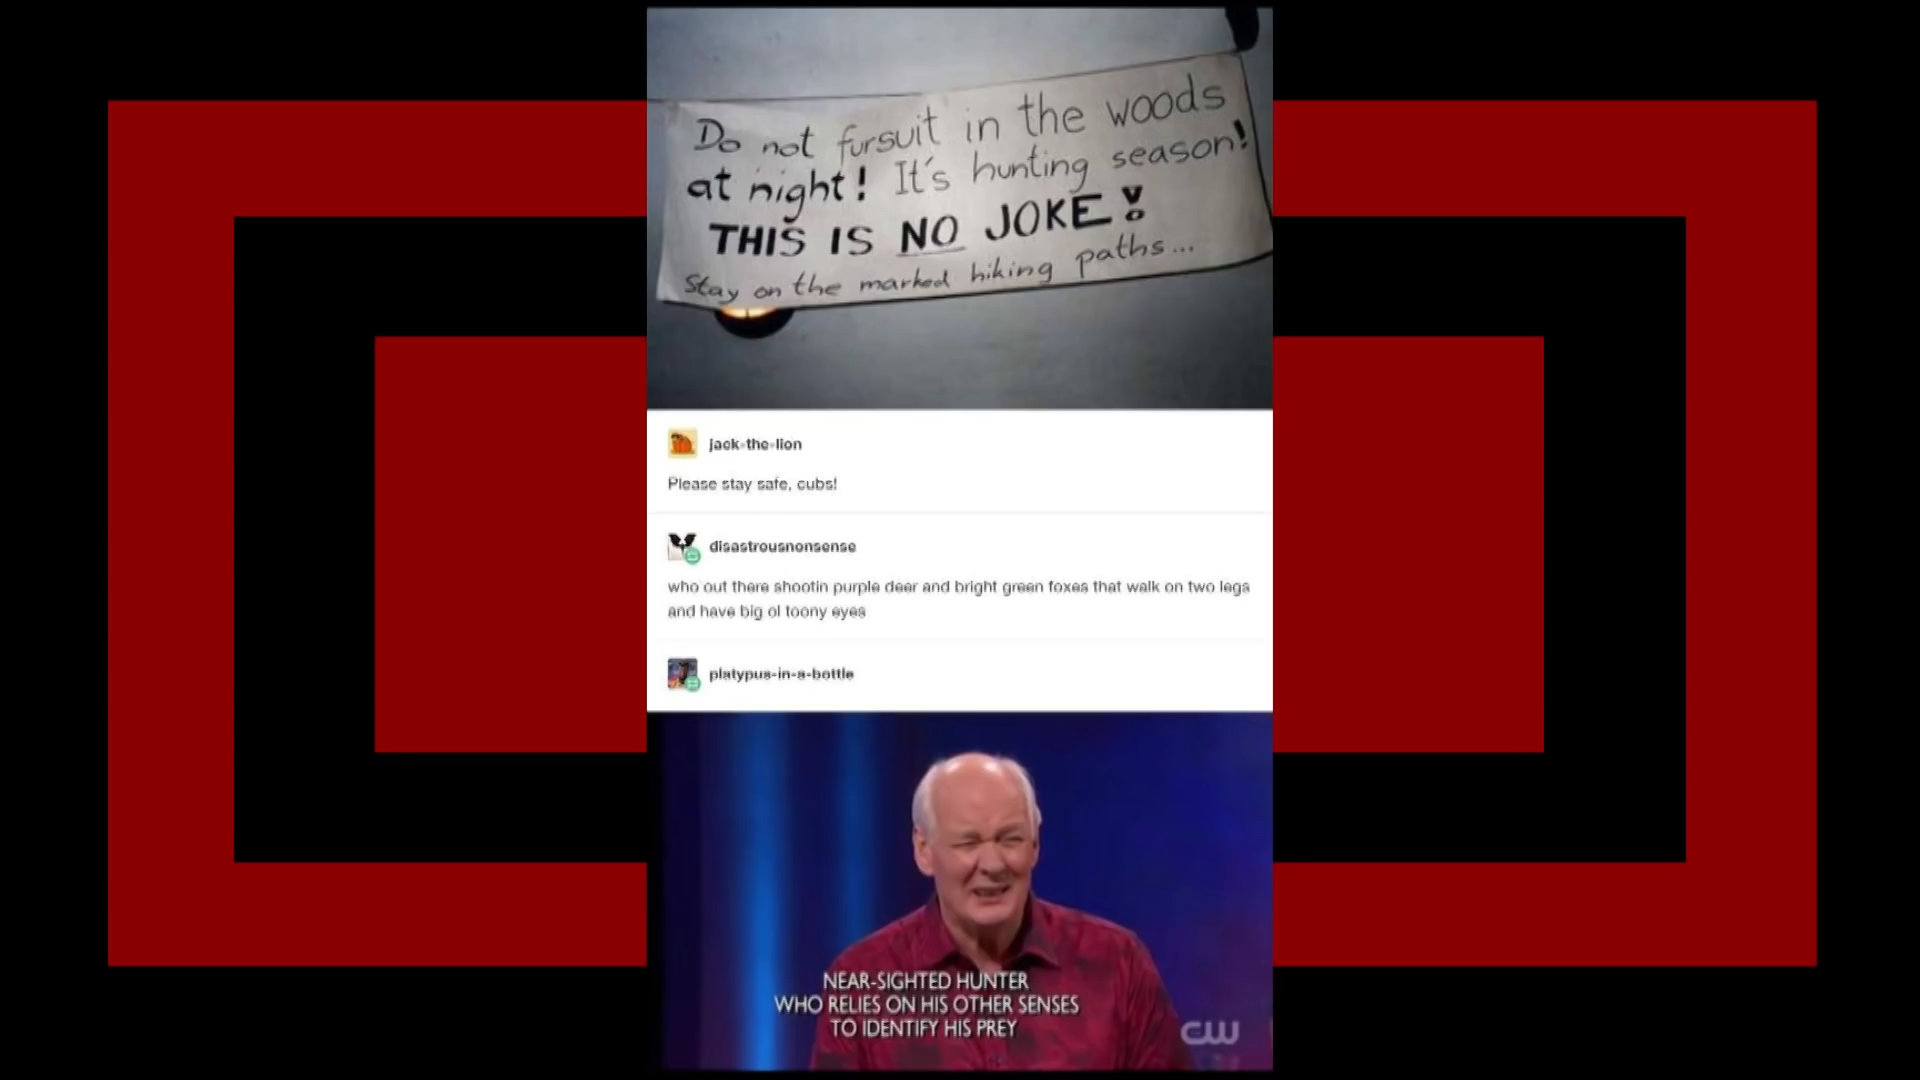 Do not fursuit in the woods
at night! It's hunting season!
THIS IS NO JOKE!
Stay on the marked hiking paths...
jack-the-lion
Please stay safe, cubs!
disastrousnonsense
who out there shootin purple deer and bright green foxes that walk on two legs
and have big ol toony eyes
platypus-in-a-bottle
NEAR-SIGHTED HUNTER
WHO RELIES ON HIS OTHER SENSES
TO IDENTIFY HIS PREY
CW